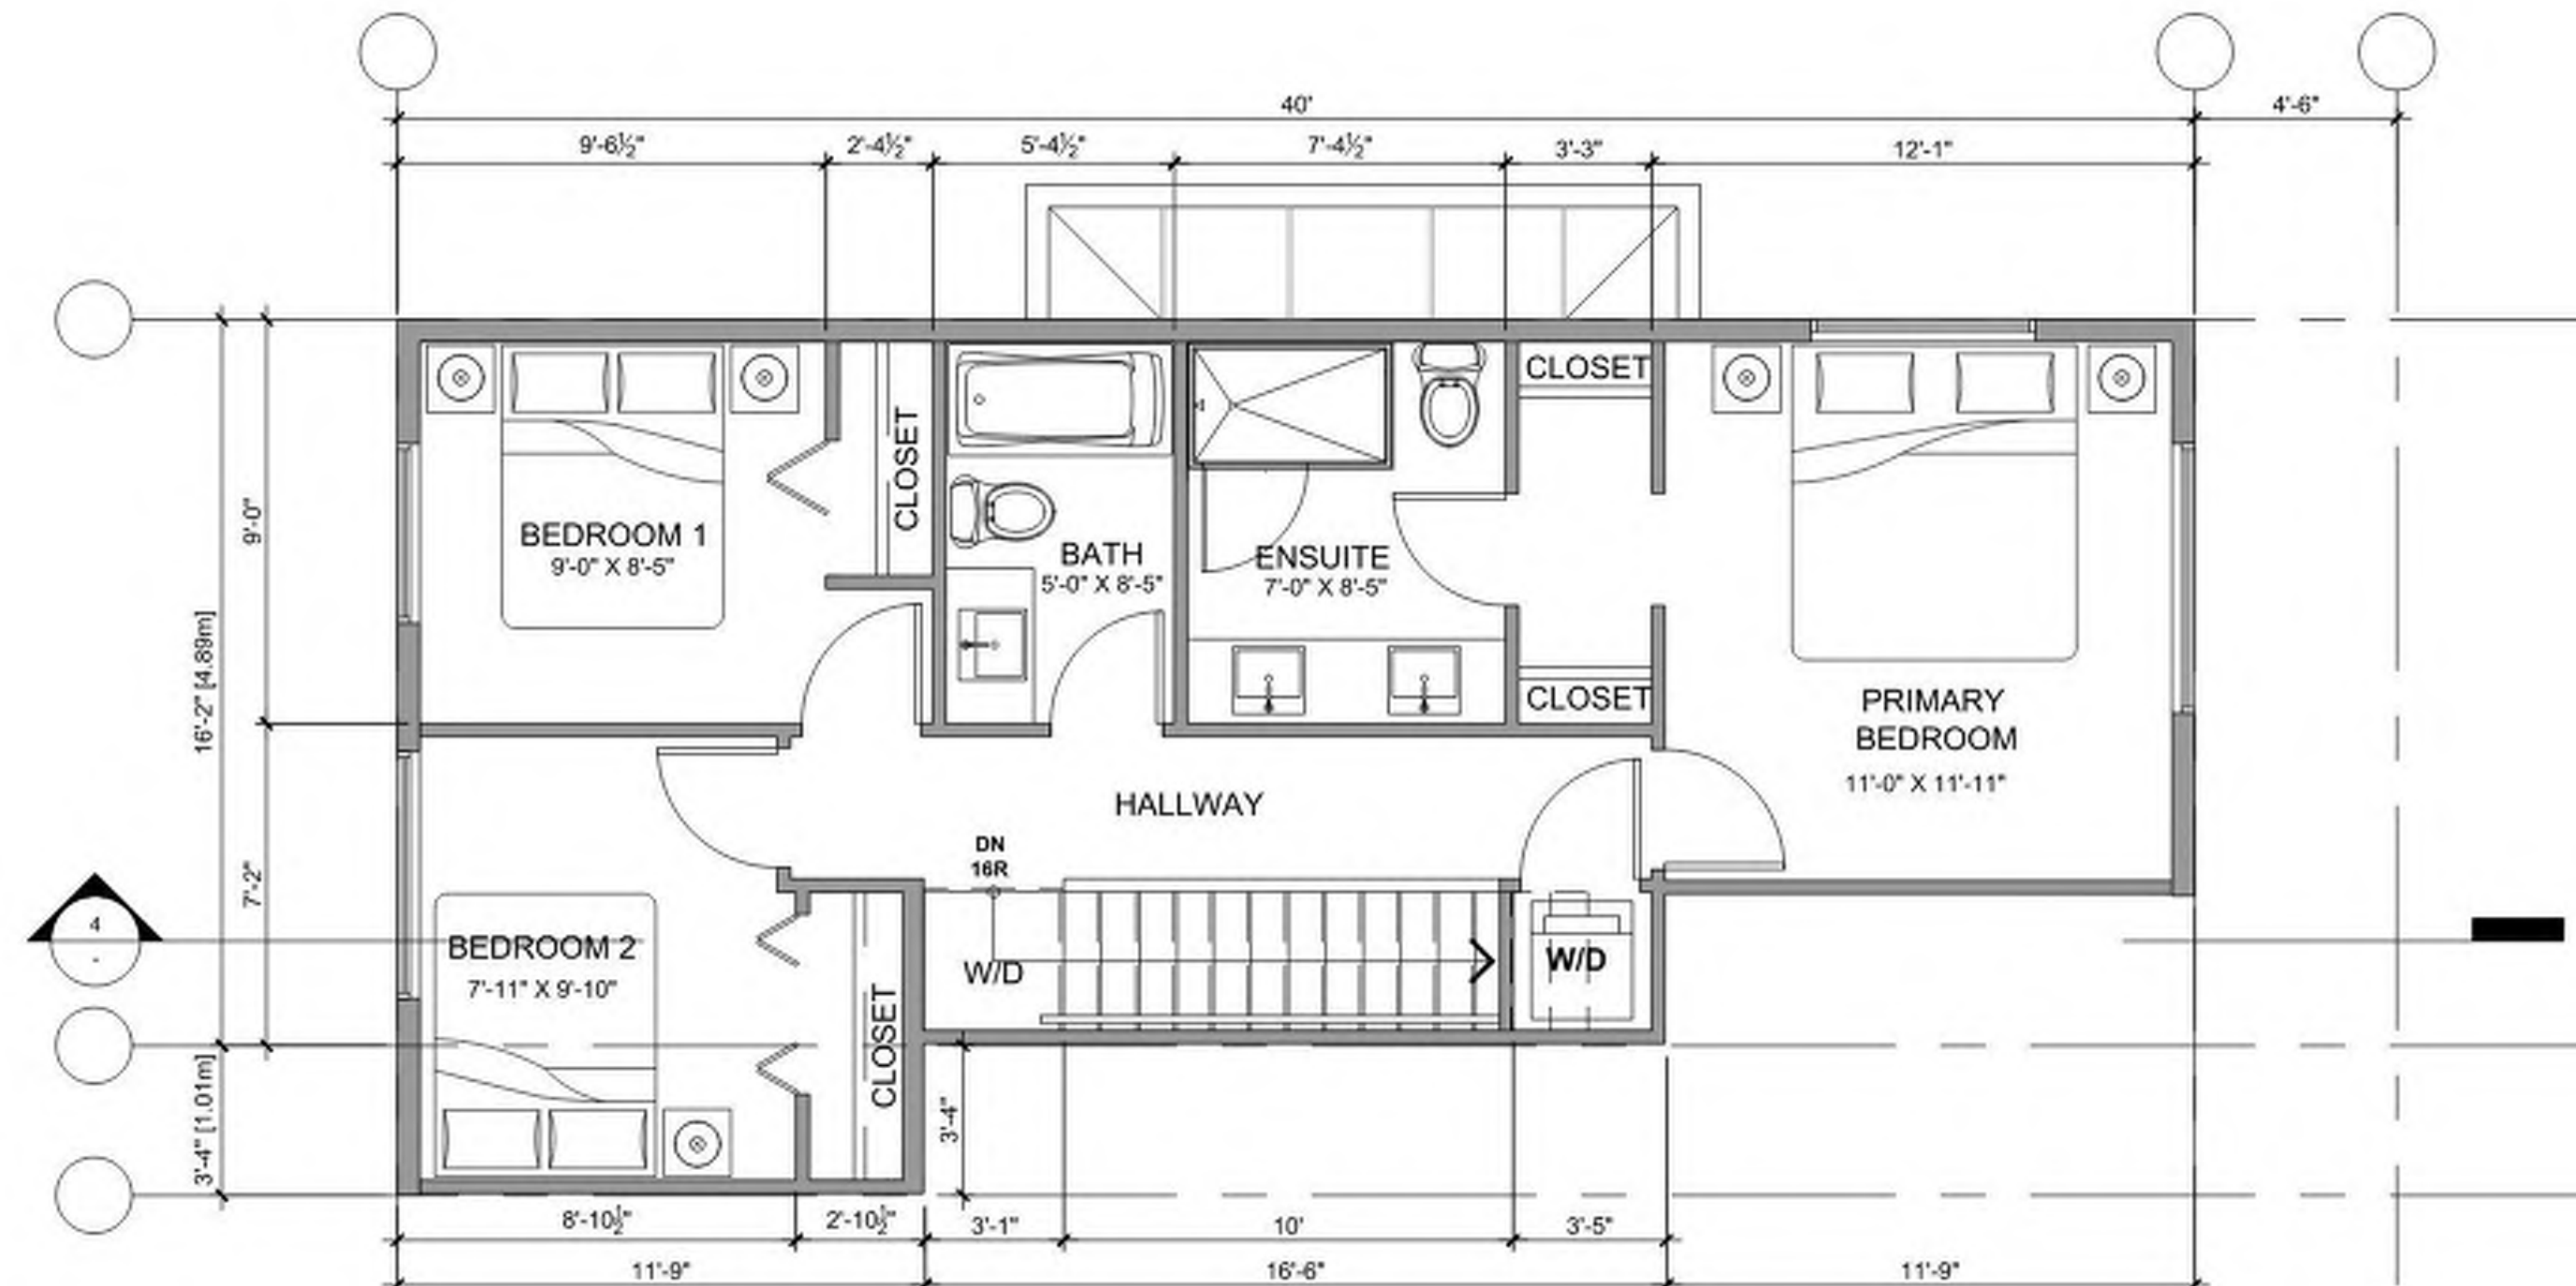 40'
4'-6"
9'-6½"
2'-4½"
5'-4½"
7'-4½"
3'-3"
12'-1"
CLOSET
CLOSET
9'-0"
BEDROOM 1
9'-0" X 8'-5"
BATH
5'-0" X 8'-5"
ENSUITE
7'-0" X 8'-5"
16'-2" [4.89m]
CLOSET
PRIMARY
BEDROOM
11'-0" X 11'-11"
HALLWAY
DN
16R
7'-2"
4
-
BEDROOM 2
7'-11" X 9'-10"
W/D
W/D
CLOSET
3'-4" [1.01m]
3'-4"
8'-10½"
2'-10½"
3'-1"
10'
3'-5"
11'-9"
16'-6"
11'-9"